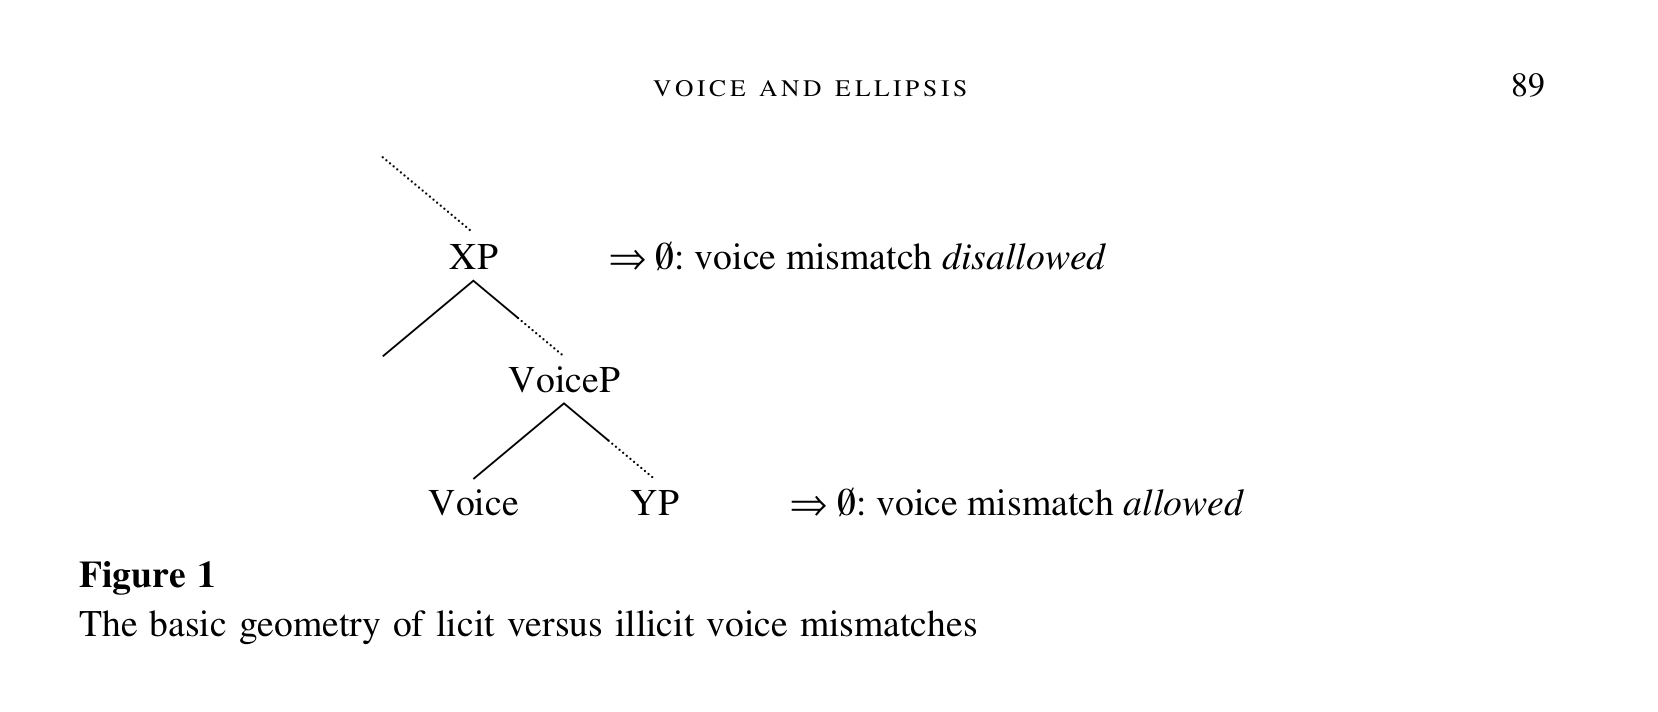 VOICE AND ELLIPSIS 89
XP ⇒ Ø: voice mismatch disallowed
VoiceP
Voice YP ⇒ Ø: voice mismatch allowed
Figure 1
The basic geometry of licit versus illicit voice mismatches